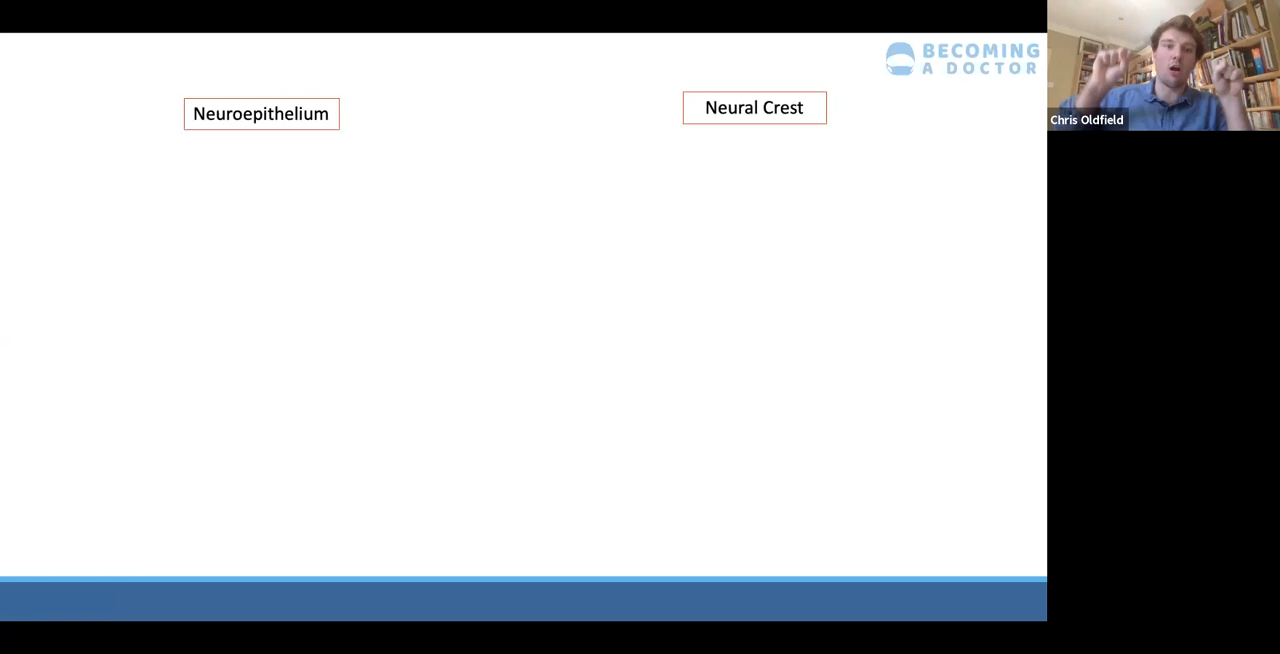 BECOMING
A DOCTOR
Neuroepithelium
Neural Crest
Chris Oldfield